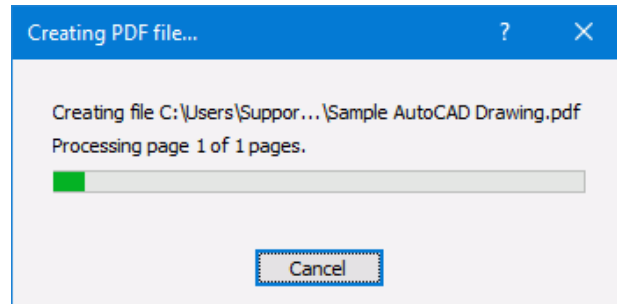 Creating PDF file...
Creating file C:\Users\Suppor...\Sample AutoCAD Drawing.pdf
Processing page 1 of 1 pages.
Cancel